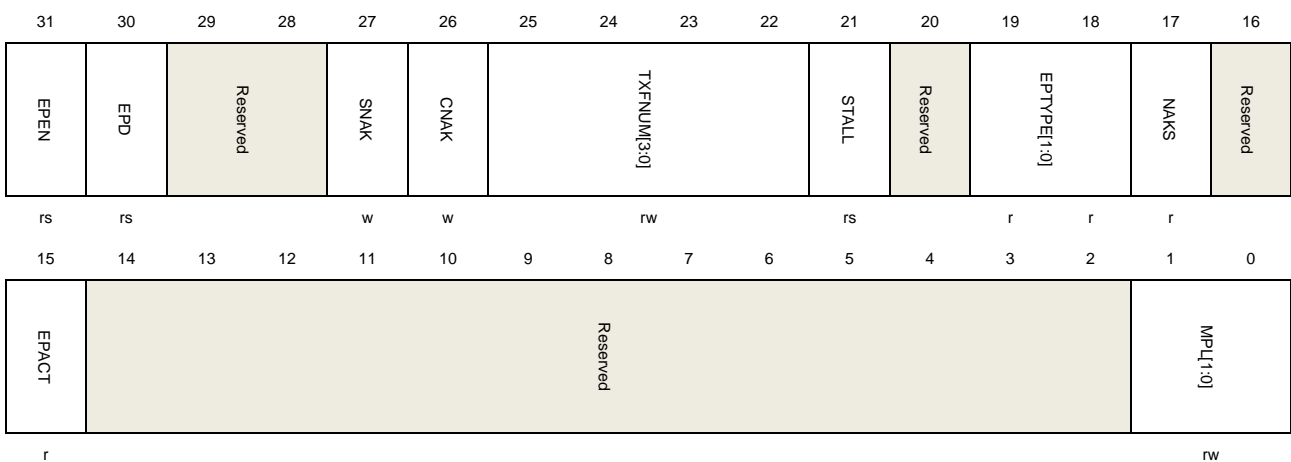 31 30 29 28 27 26 25 24 23 22 21 20 19 18 17 16
EPEN EPD Reserved SNAK CNAK TXFNUM[3:0] STALL Reserved EPTYPE[1:0] NAKS Reserved
rs rs w w rw rs r r r
15 14 13 12 11 10 9 8 7 6 5 4 3 2 1 0
EPACT Reserved MPL[1:0]
r rw